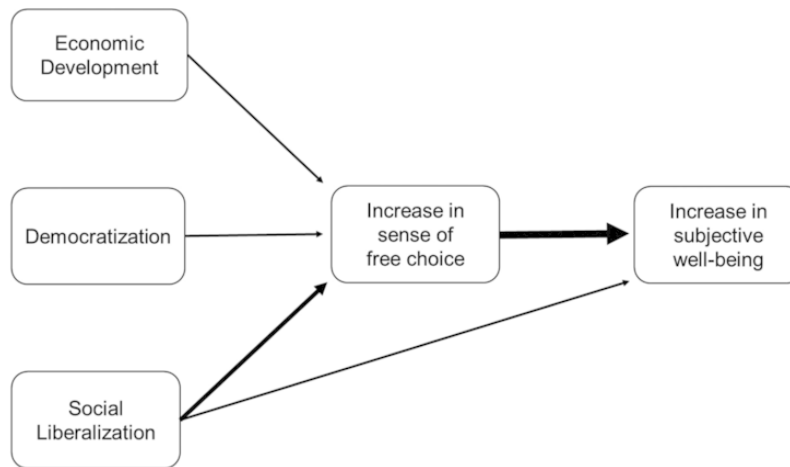 Economic
Development
Democratization
Increase in
sense of
free choice
Increase in
subjective
well-being
Social
Liberalization